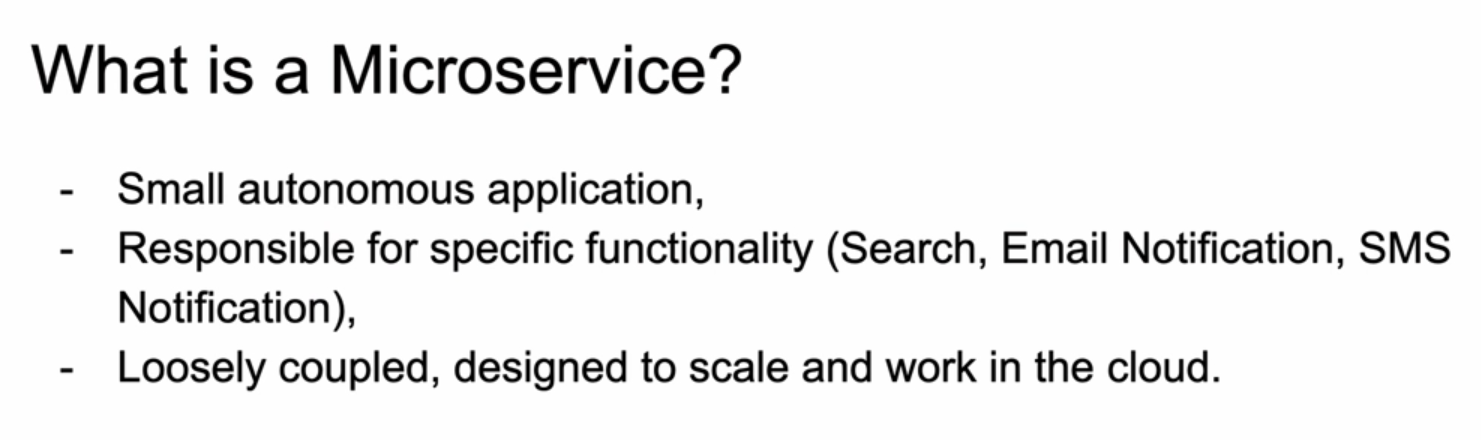 What is a Microservice?
- Small autonomous application,
- Responsible for specific functionality (Search, Email Notification, SMS
Notification),
- Loosely coupled, designed to scale and work in the cloud.